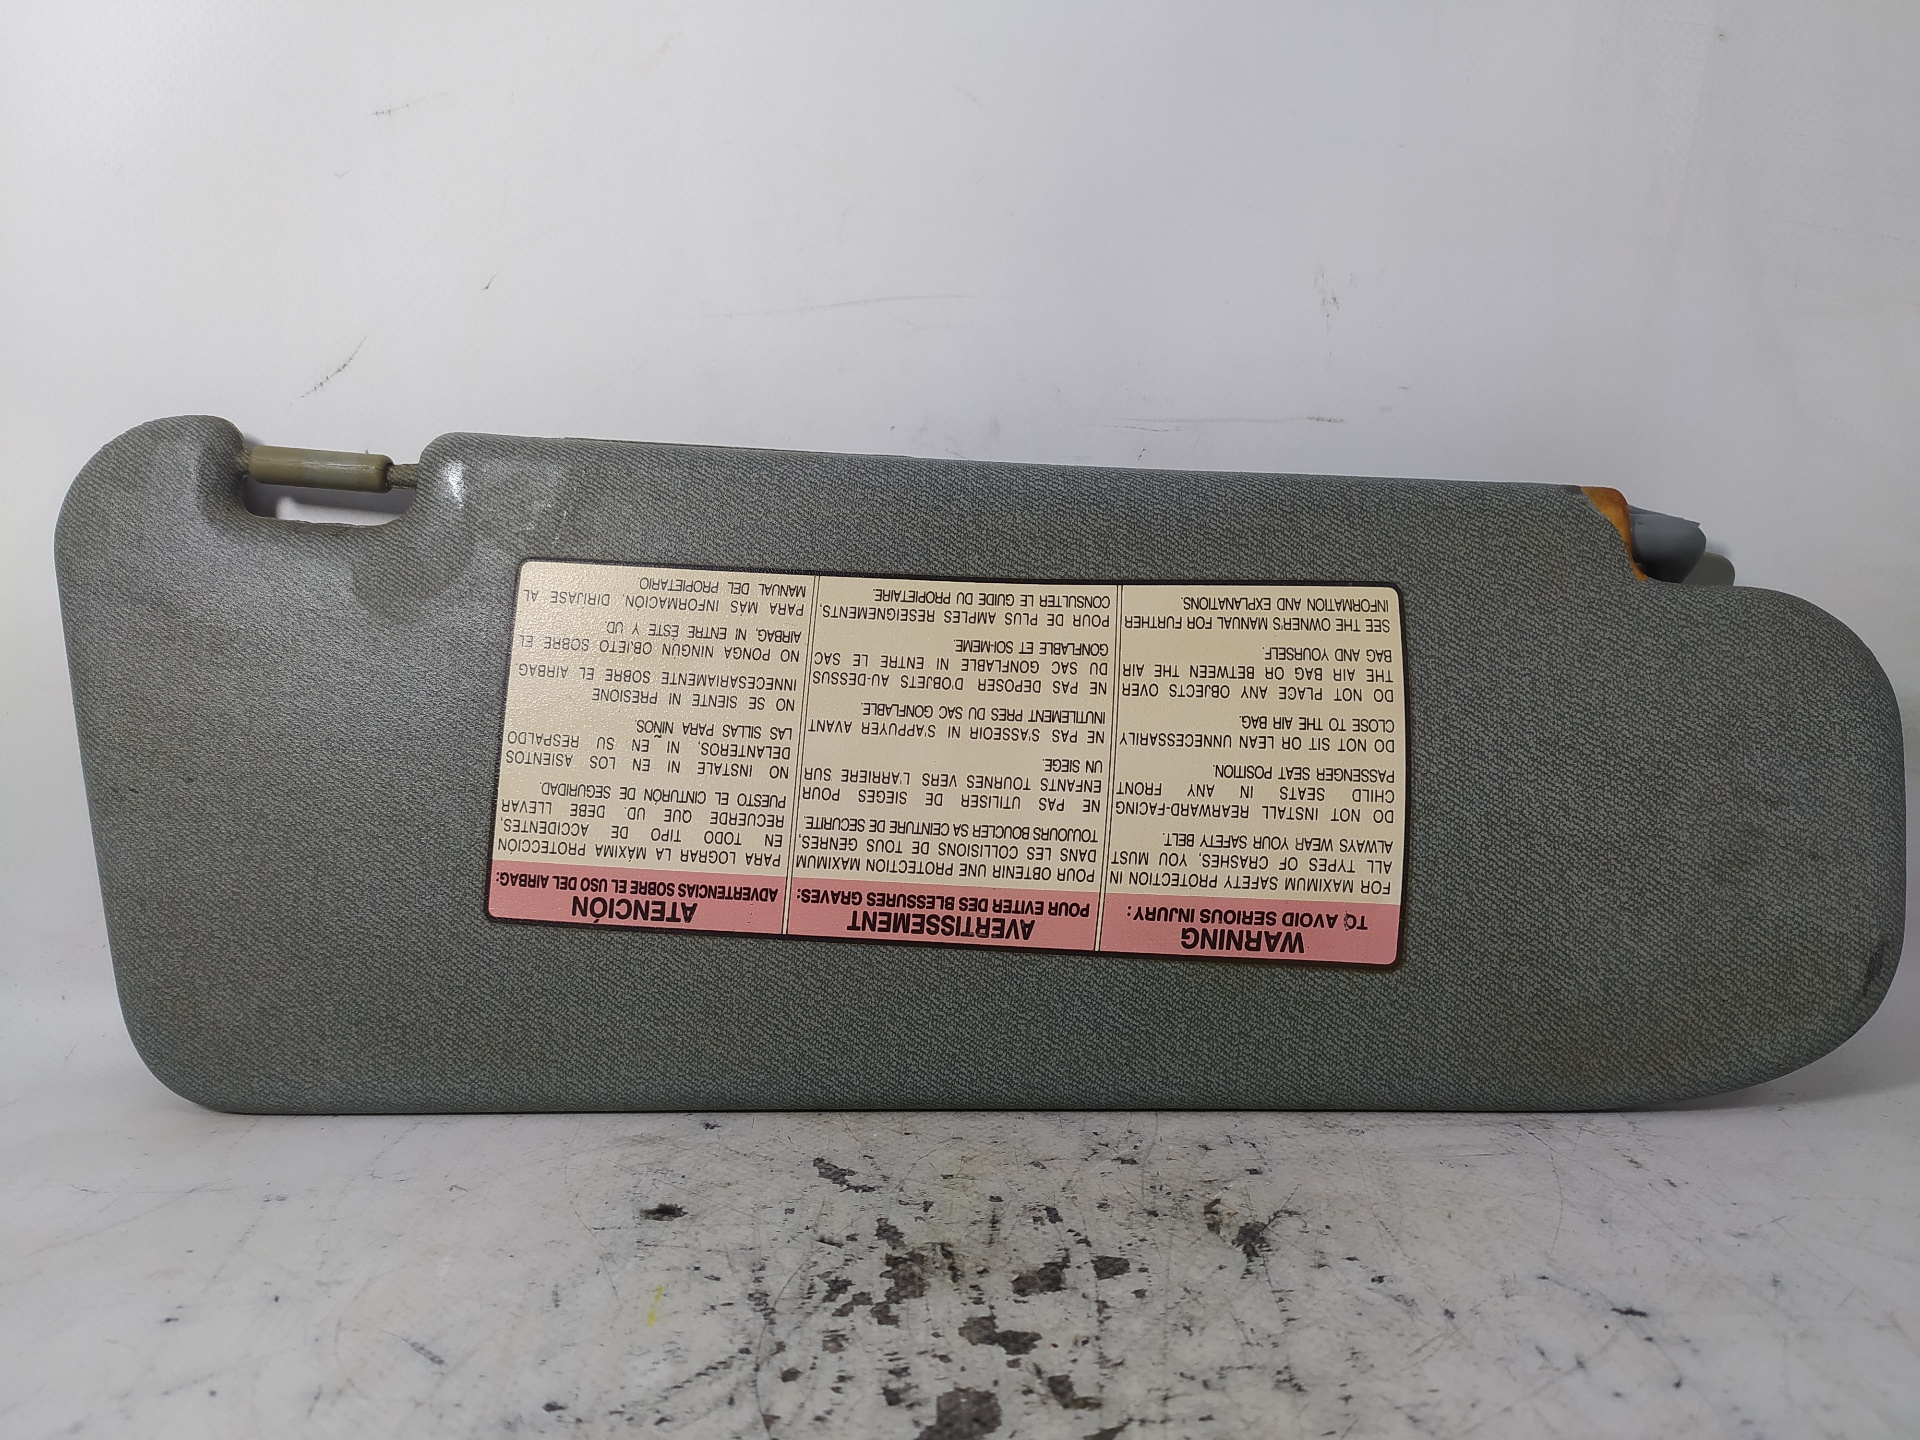 WARNING
TO AVOID SERIOUS INJURY:
FOR MAXIMUM SAFETY PROTECTION IN
ALL TYPES OF CRASHES, YOU MUST
ALWAYS WEAR YOUR SAFETY BELT.
DO NOT INSTALL REARWARD-FACING
CHILD SEATS IN ANY FRONT
PASSENGER SEAT POSITION.
DO NOT SIT OR LEAN UNNECESSARILY
CLOSE TO THE AIR BAG.
DO NOT PLACE ANY OBJECTS OVER
THE AIR BAG OR BETWEEN THE AIR
BAG AND YOURSELF.
SEE THE OWNER'S MANUAL FOR FURTHER
INFORMATION AND EXPLANATIONS.
AVERTISSEMENT
POUR EVITER DES BLESSURES GRAVES:
POUR OBTENIR UNE PROTECTION MAXIMUM
DANS LES COLLISIONS DE TOUS GENRES,
TOUJOURS BOUCLER SA CEINTURE DE SECURITE.
NE PAS UTILISER DE SIEGES POUR
ENFANTS TOURNES VERS L'ARRIERE SUR
UN SIEGE.
NE PAS S'ASSEOIR NI S'APPUYER AVANT
INUTILEMENT PRES DU SAC GONFLABLE.
NE PAS DEPOSER D'OBJETS AU-DESSUS
DU SAC GONFLABLE NI ENTRE LE SAC
GONFLABLE ET SOI-MEME.
POUR DE PLUS AMPLES RESEIGNEMENTS.
CONSULTER LE GUIDE DU PROPIETAIRE.
ATENCIÓN
ADVERTENCIAS SOBRE EL USO DEL AIRBAG:
PARA LOGRAR LA MÁXIMA PROTECCIÓN
EN TODO TIPO DE ACCIDENTES,
RECUERDE QUE UD. DEBE LLEVAR
PUESTO EL CINTURÓN DE SEGURIDAD.
NO INSTALE NI EN LOS ASIENTOS
DELANTEROS, NI EN SU RESPALDO
LAS SILLAS PARA NIÑOS.
NO SE SIENTE NI PRESIONE
INNECESARIAMENTE SOBRE EL AIRBAG.
NO PONGA NINGÚN OBJETO SOBRE EL
AIRBAG, NI ENTRE ÉSTE Y UD.
PARA MÁS INFORMACIÓN, DIRÍJASE AL
MANUAL DEL PROPIETARIO.